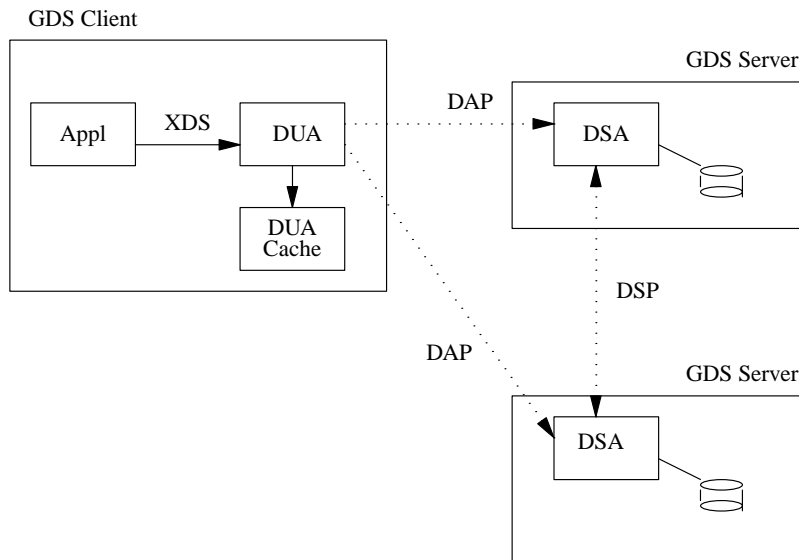 GDS Client
GDS Server
DAP
XDS
Appl
DUA
DSA
DUA
Cache
DSP
DAP
GDS Server
DSA